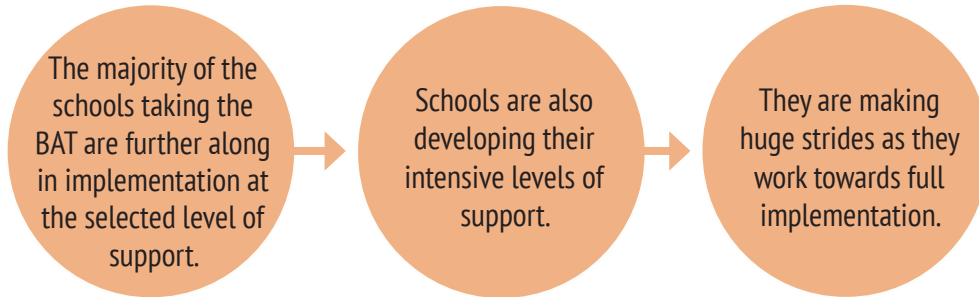 The majority of the
schools taking the
BAT are further along
in implementation at
the selected level of
support.
Schools are also
developing their
intensive levels of
support.
They are making
huge strides as they
work towards full
implementation.